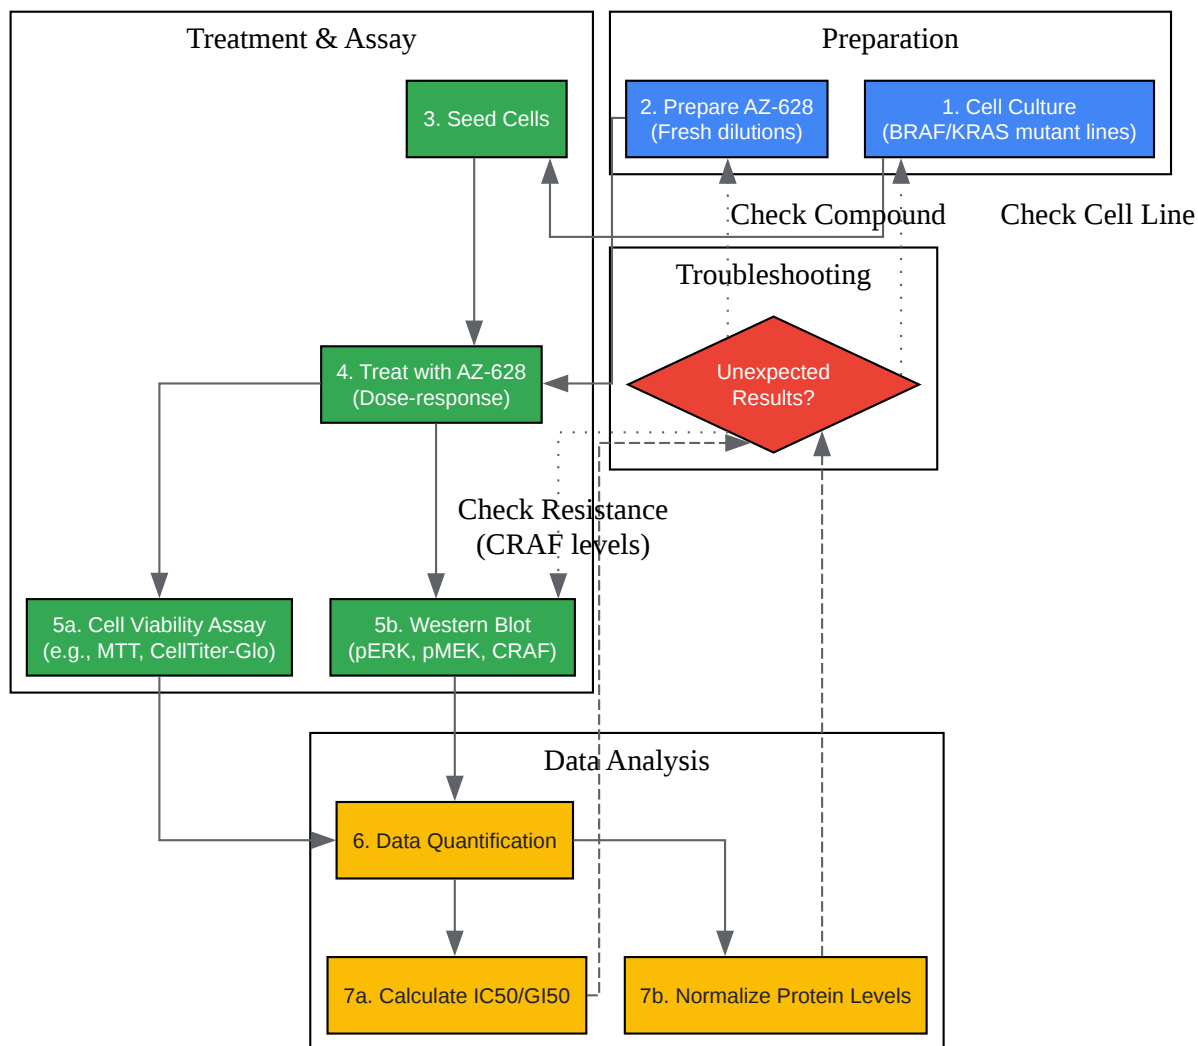 Treatment & Assay
Preparation
3. Seed Cells
2. Prepare AZ-628
(Fresh dilutions)
1. Cell Culture
(BRAF/KRAS mutant lines)
Check Compound
Check Cell Line
Troubleshooting
4. Treat with AZ-628
(Dose-response)
Unexpected
Results?
Check Resistance
(CRAF levels)
5a. Cell Viability Assay
(e.g., MTT, CellTiter-Glo)
5b. Western Blot
(pERK, pMEK, CRAF)
Data Analysis
6. Data Quantification
7a. Calculate IC50/GI50
7b. Normalize Protein Levels